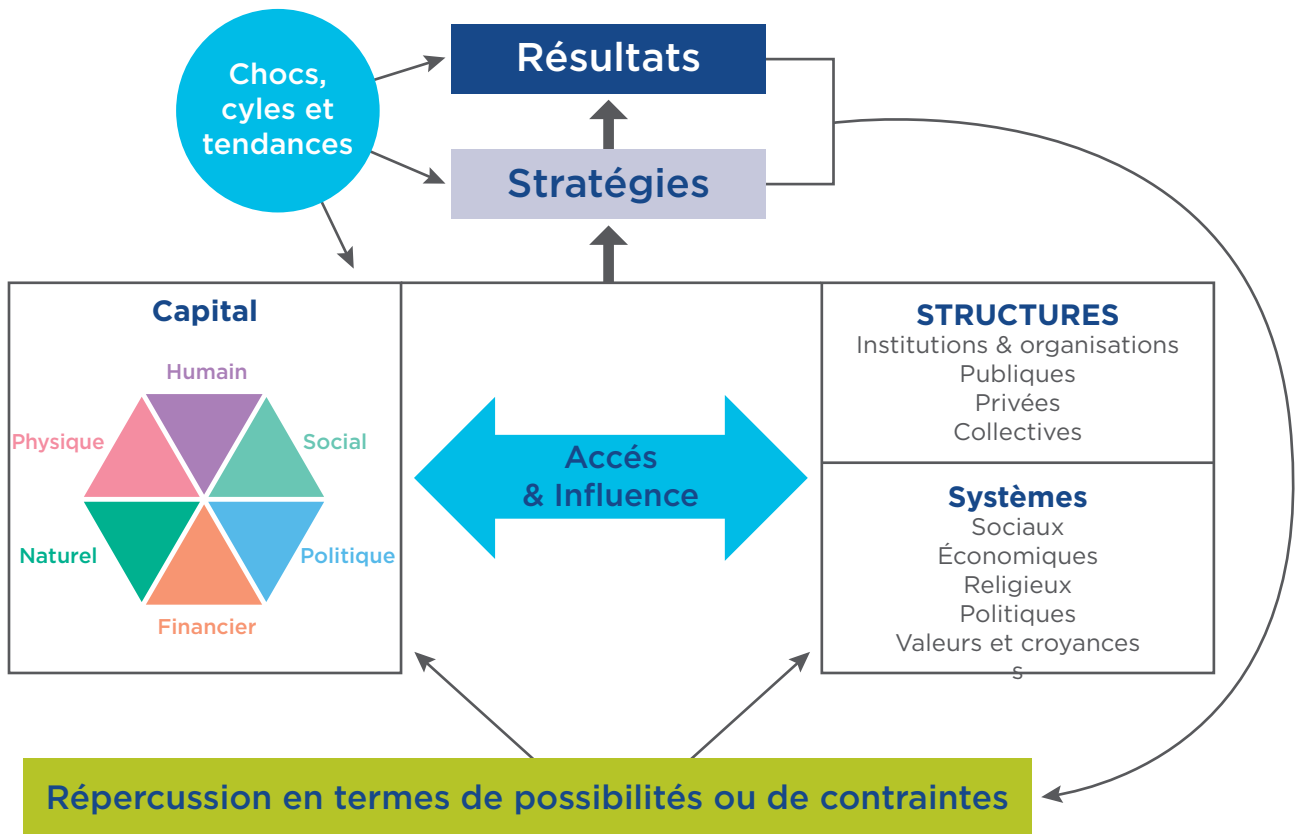 Chocs,
cyles et
tendances
Résultats
Stratégies
Capital
Humain
Physique
Social
Naturel
Politique
Financier
Accés
& Influence
STRUCTURES
Institutions & organisations
Publiques
Privées
Collectives
Systèmes
Sociaux
Économiques
Religieux
Politiques
Valeurs et croyances
s
Répercussion en termes de possibilités ou de contraintes